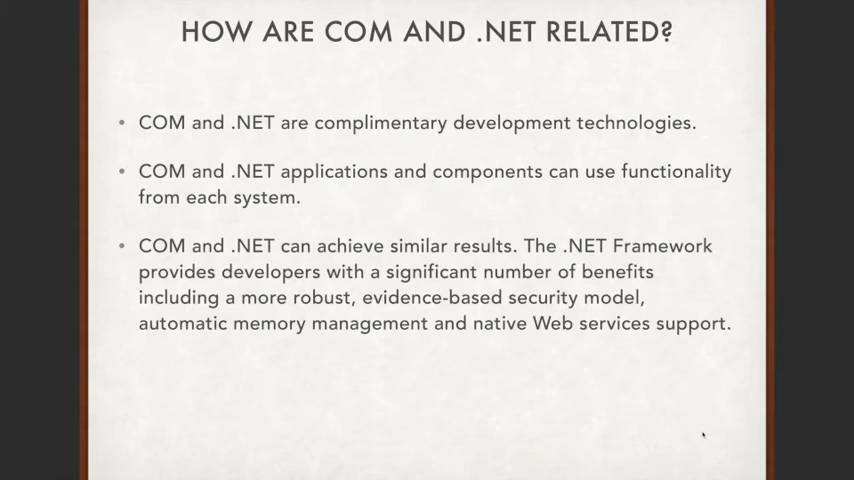 HOW ARE COM AND .NET RELATED?
• COM and .NET are complimentary development technologies.
• COM and .NET applications and components can use functionality
from each system.
• COM and .NET can achieve similar results. The .NET Framework
provides developers with a significant number of benefits
including a more robust, evidence-based security model,
automatic memory management and native Web services support.